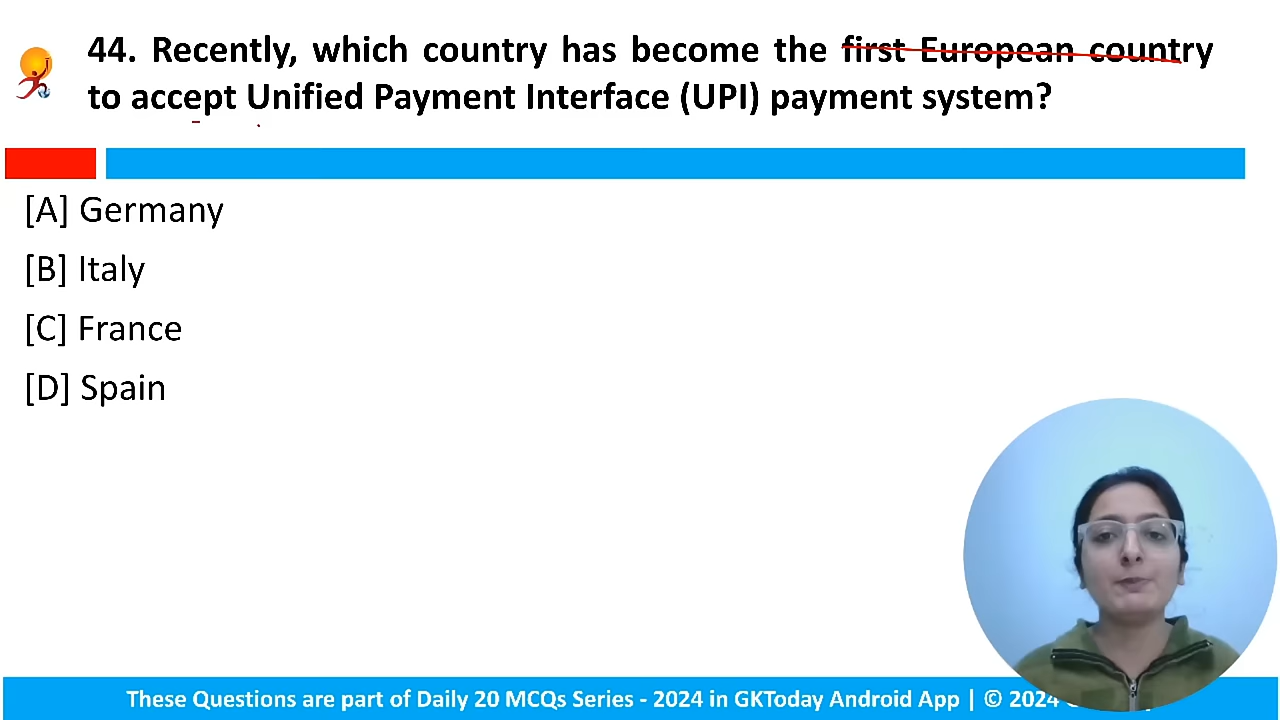 44. Recently, which country has become the first European country
to accept Unified Payment Interface (UPI) payment system?
[A] Germany
[B] Italy
[C] France
[D] Spain
These Questions are part of Daily 20 MCQs Series - 2024 in GKToday Android App | © 2024